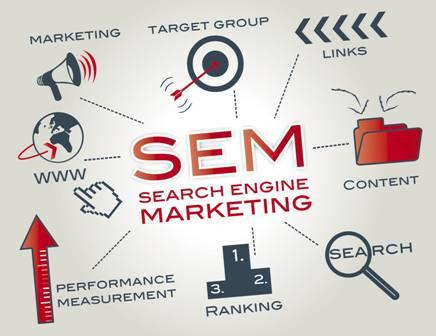 MARKETING
TARGET GROUP
LINKS
WWW
SEM
SEARCH ENGINE
MARKETING
CONTENT
PERFORMANCE
MEASUREMENT
1.
2.
3.
RANKING
SEARCH